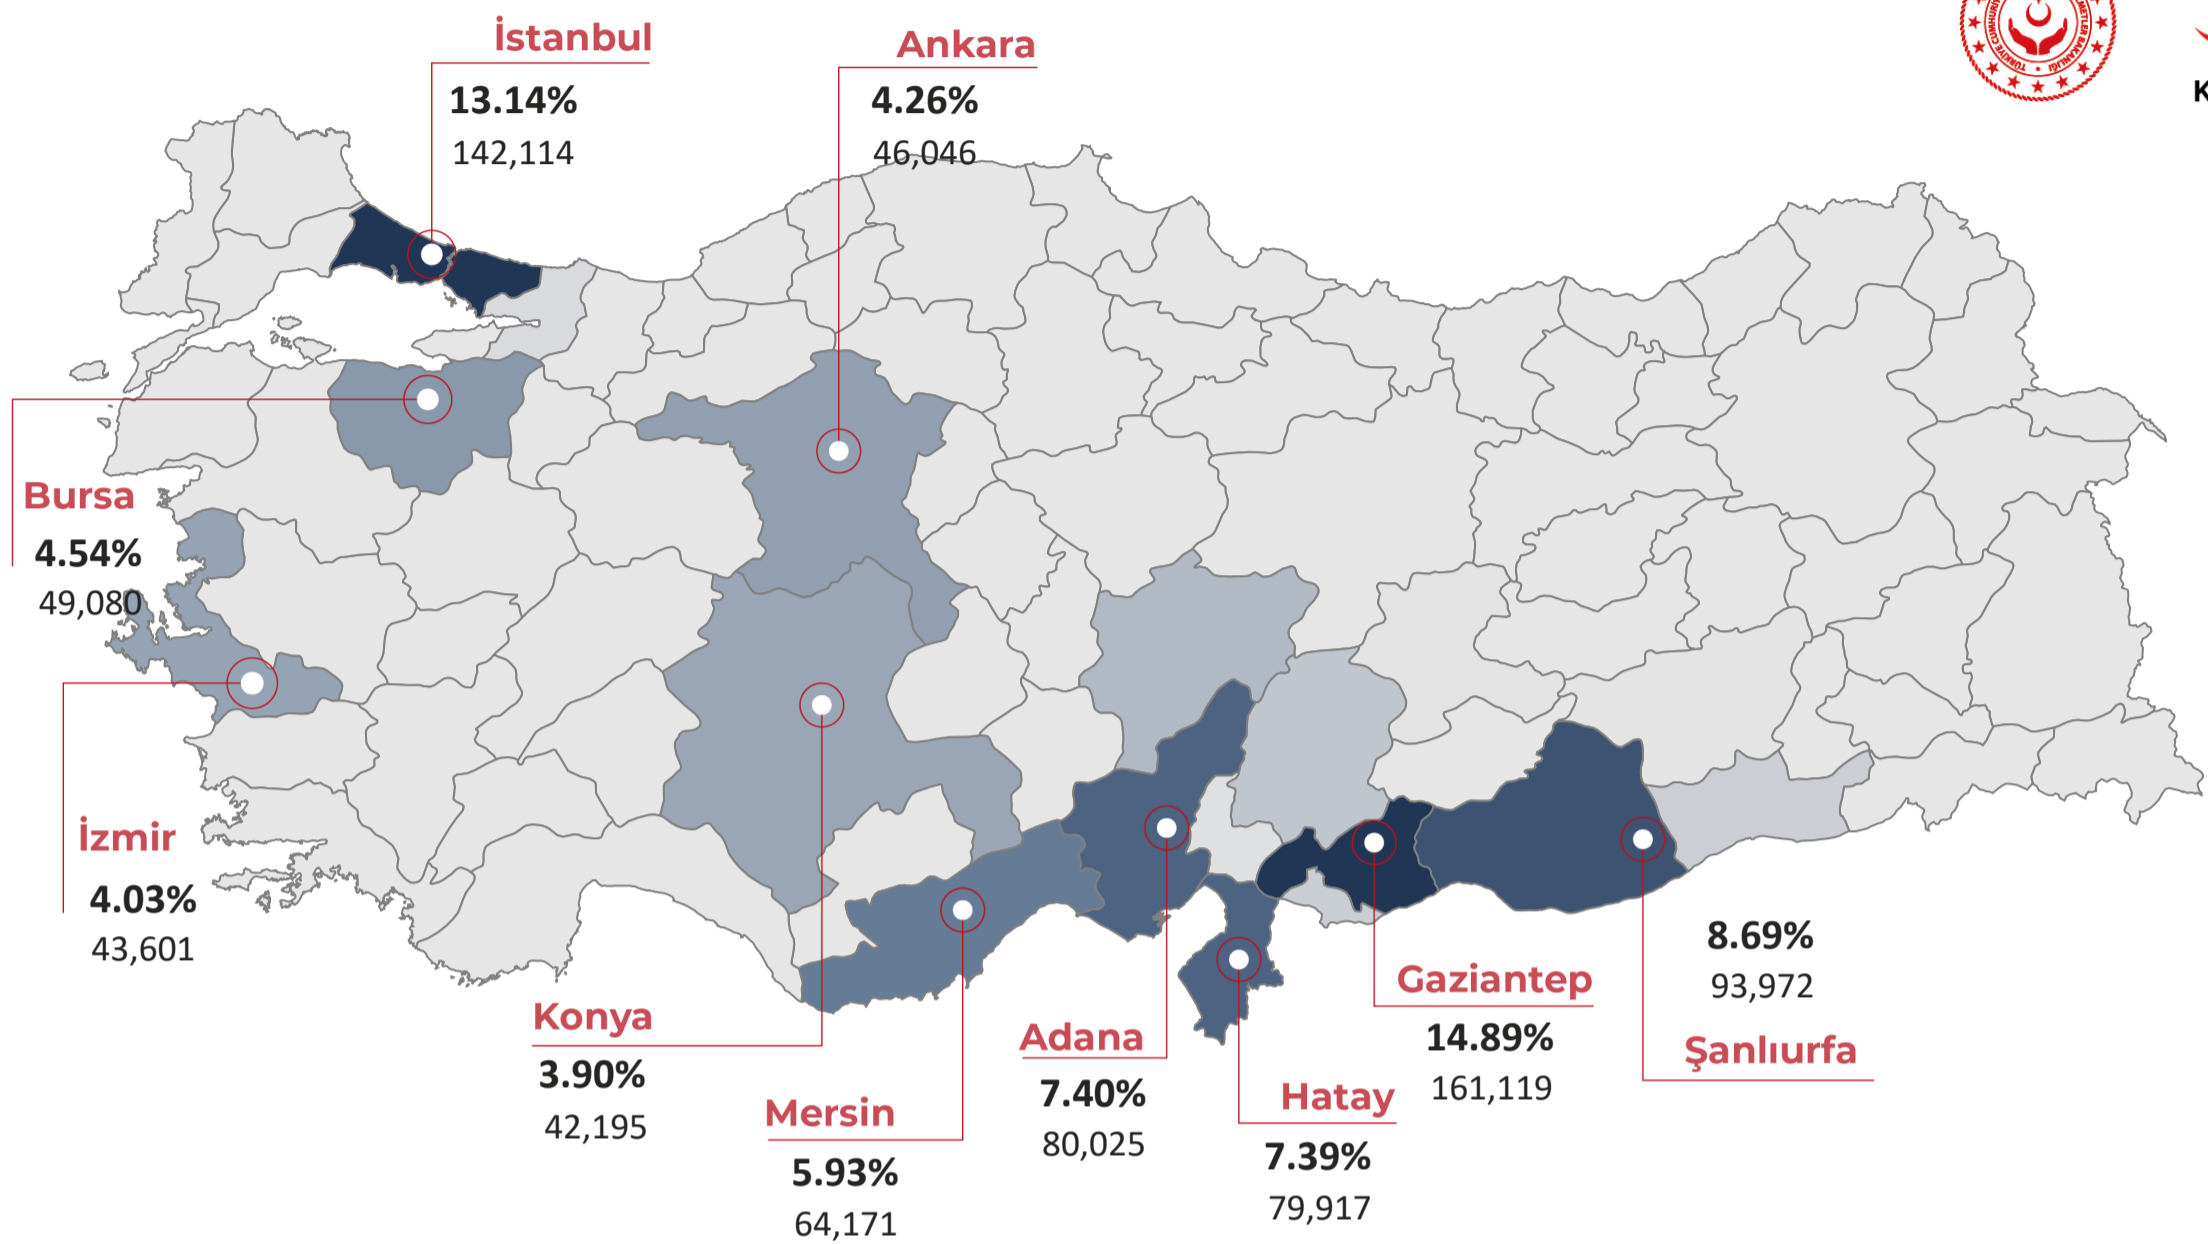 İstanbul
13.14%
142,114
Ankara
4.26%
46,046
Bursa
4.54%
49,080
İzmir
4.03%
43,601
Konya
3.90%
42,195
Mersin
5.93%
64,171
Adana
7.40%
80,025
Hatay
7.39%
79,917
Gaziantep
14.89%
161,119
8.69%
93,972
Şanlıurfa
K